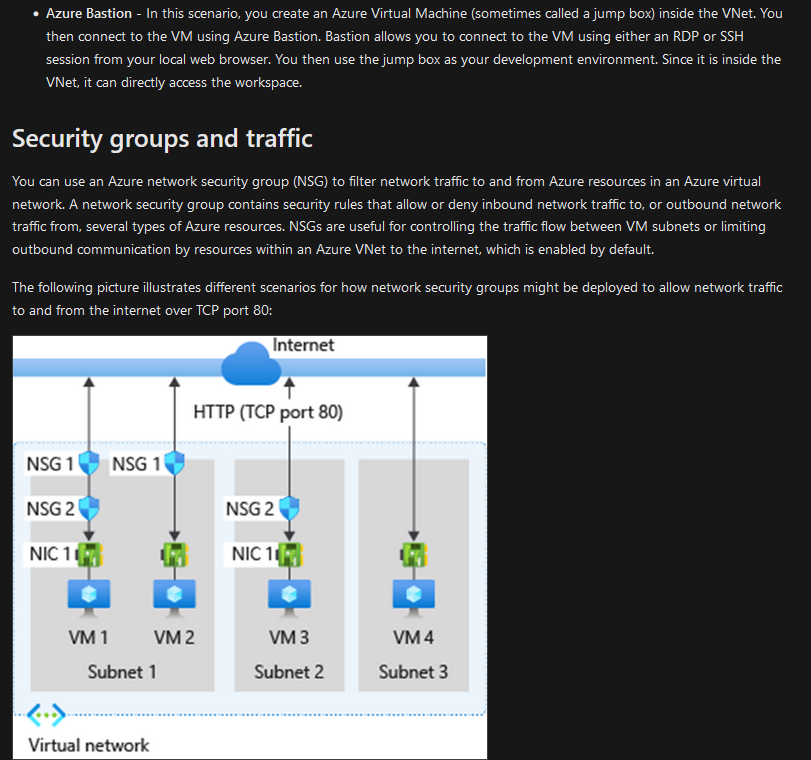 • Azure Bastion - In this scenario, you create an Azure Virtual Machine (sometimes called a jump box) inside the VNet. You
then connect to the VM using Azure Bastion. Bastion allows you to connect to the VM using either an RDP or SSH
session from your local web browser. You then use the jump box as your development environment. Since it is inside the
VNet, it can directly access the workspace.
Security groups and traffic
You can use an Azure network security group (NSG) to filter network traffic to and from Azure resources in an Azure virtual
network. A network security group contains security rules that allow or deny inbound network traffic to, or outbound network
traffic from, several types of Azure resources. NSGs are useful for controlling the traffic flow between VM subnets or limiting
outbound communication by resources within an Azure VNet to the internet, which is enabled by default.
The following picture illustrates different scenarios for how network security groups might be deployed to allow network traffic
to and from the internet over TCP port 80:
Internet
HTTP (TCP port 80)
NSG 1 NSG 1
NSG 2 NSG 2
NIC 1 NIC 1
VM 1 VM 2 VM 3 VM 4
Subnet 1 Subnet 2 Subnet 3
Virtual network